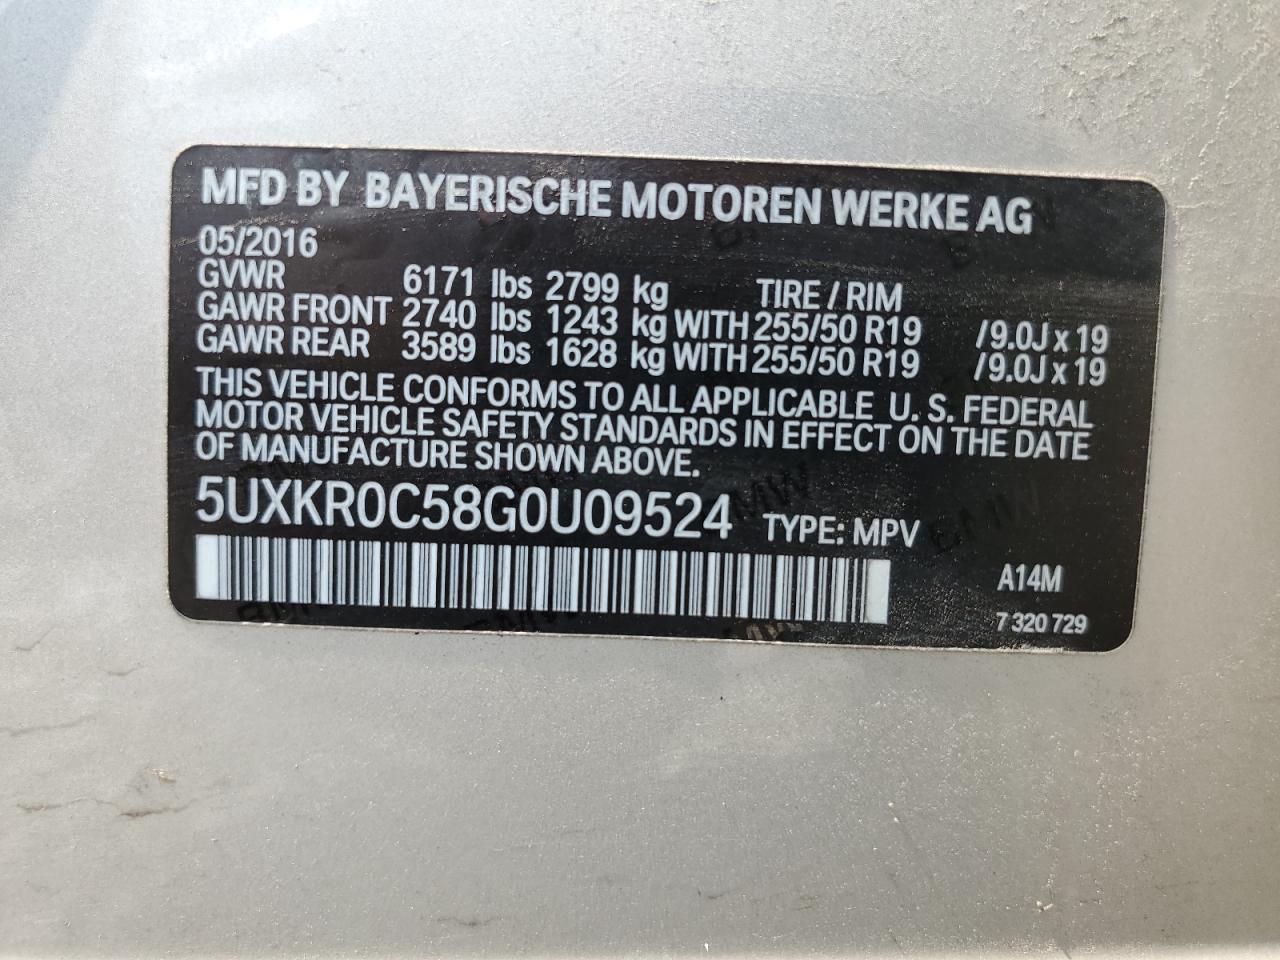 MFD BY BAYERISCHE MOTOREN WERKE AG
05/2016
GVWR 6171 lbs 2799 kg TIRE / RIM
GAWR FRONT 2740 lbs 1243 kg WITH 255/50 R19 /9.0J x 19
GAWR REAR 3589 lbs 1628 kg WITH 255/50 R19 /9.0J x 19
THIS VEHICLE CONFORMS TO ALL APPLICABLE U. S. FEDERAL
MOTOR VEHICLE SAFETY STANDARDS IN EFFECT ON THE DATE
OF MANUFACTURE SHOWN ABOVE.
5UXKR0C58G0U09524 TYPE: MPV
A14M
7 320 729